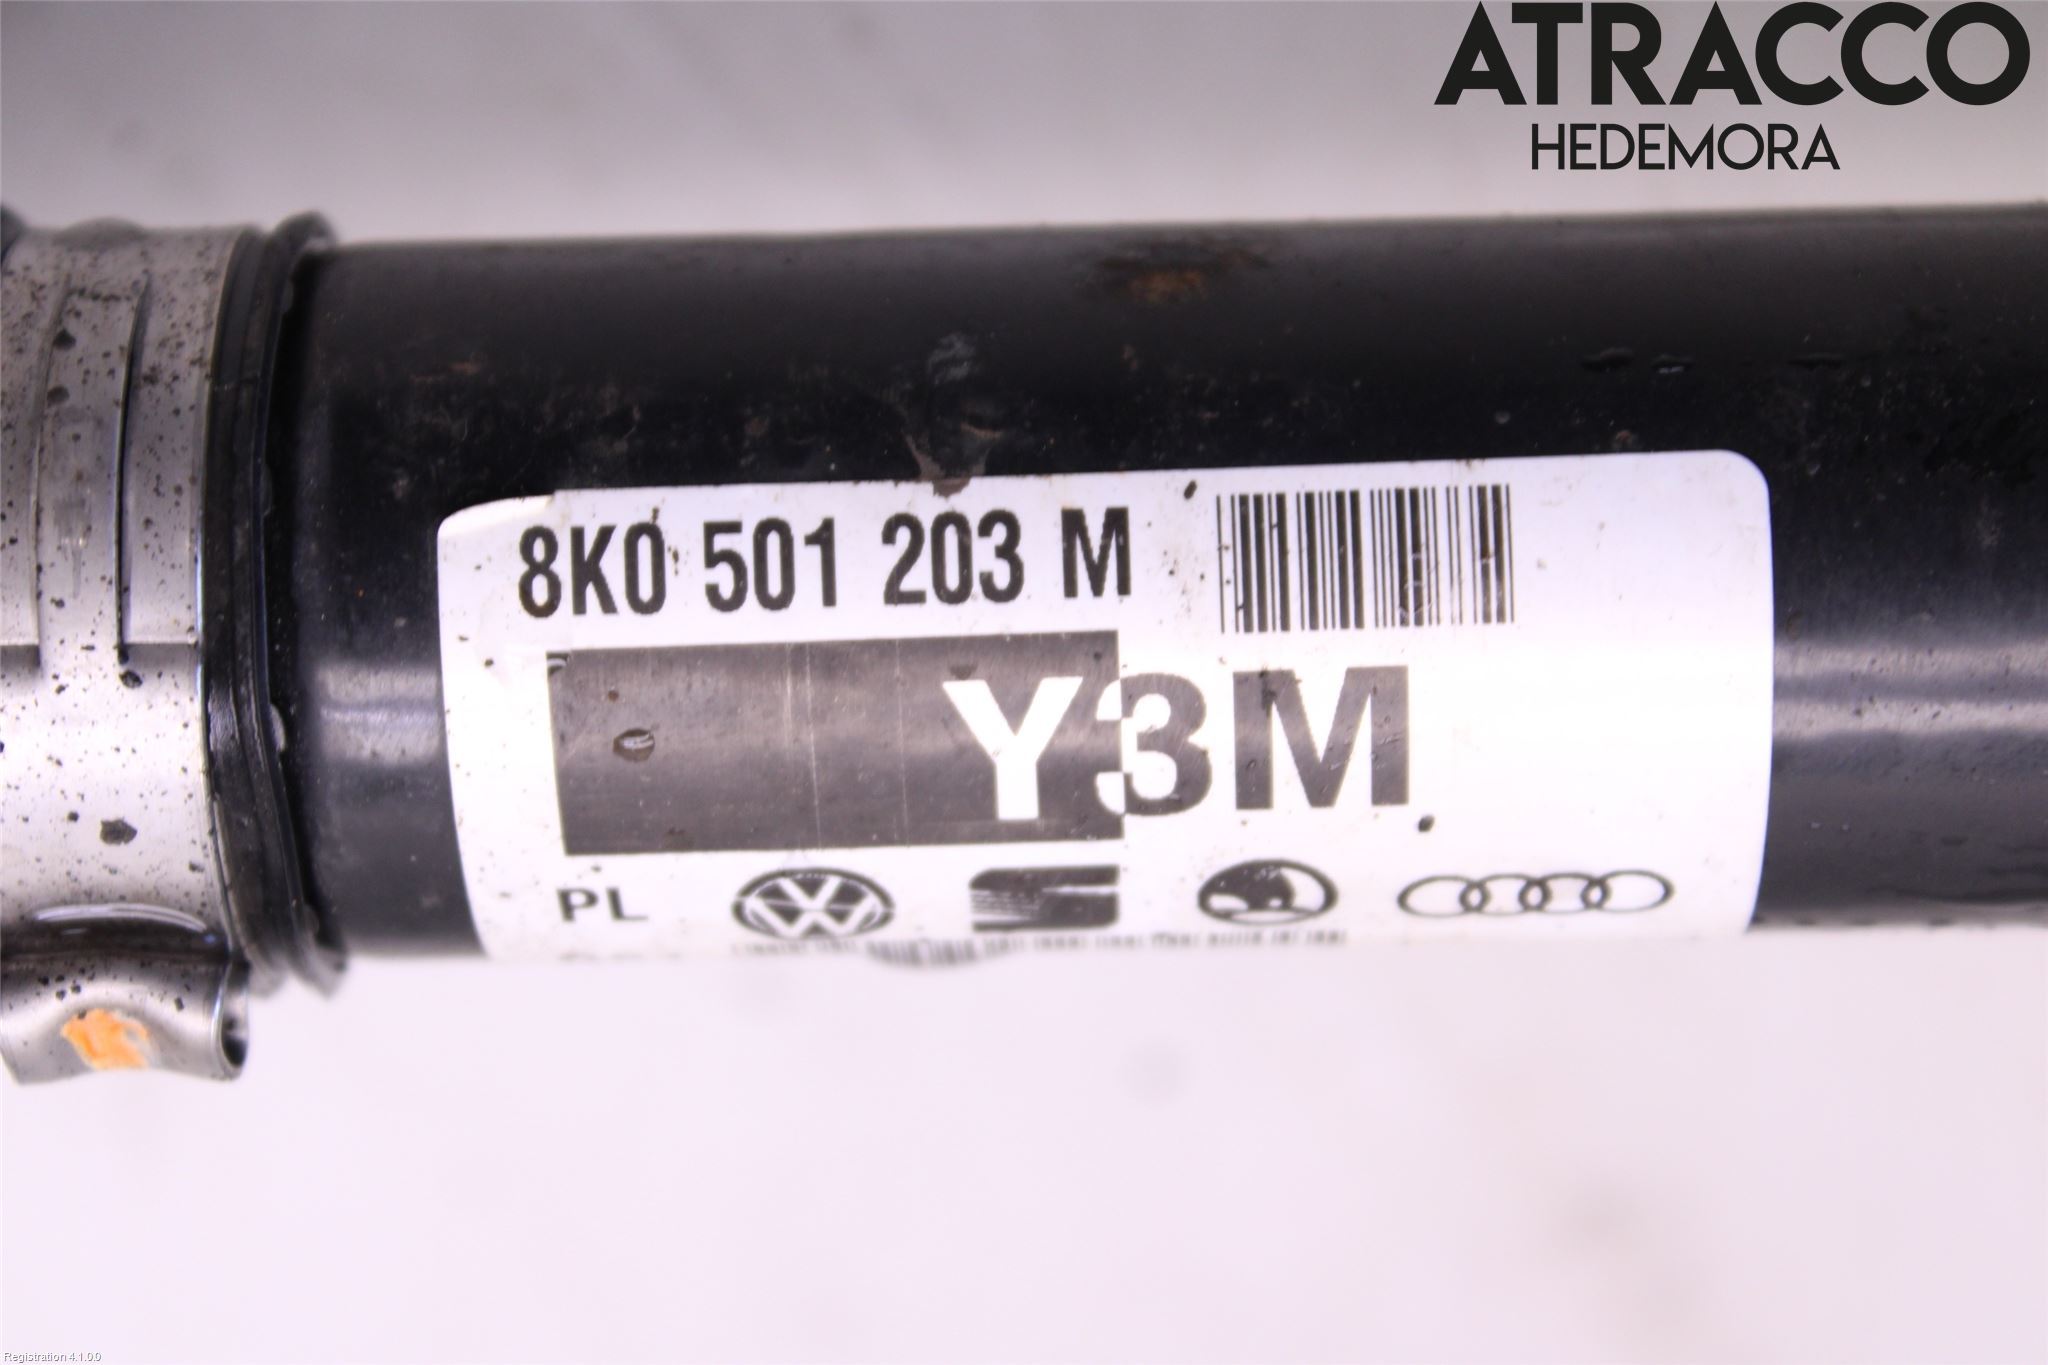 ATRACCO
HEDEMORA
8K0 501 203 M
Y3M
PL
Registration 4.1.0.0